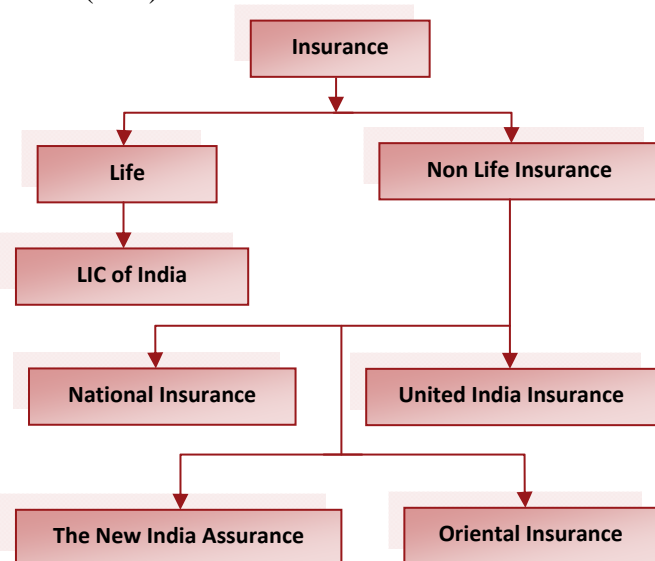 Insurance
Life
Non Life Insurance
LIC of India
National Insurance
United India Insurance
The New India Assurance
Oriental Insurance